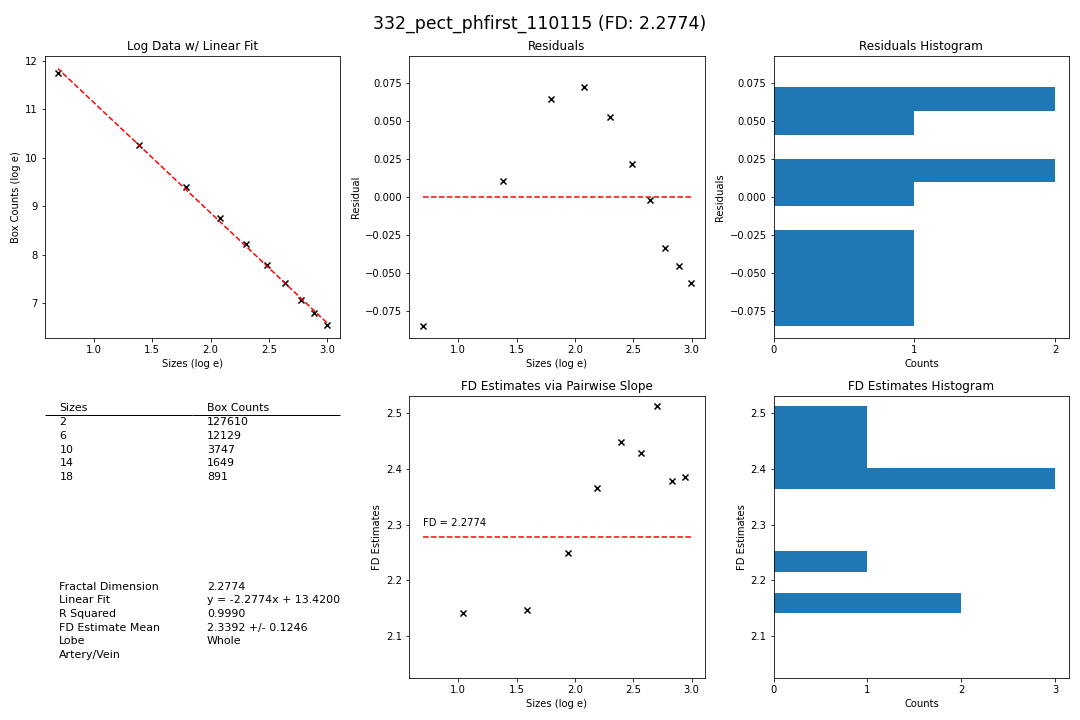 332_pect_phfirst_110115 (FD: 2.2774)
Log Data w/ Linear Fit
12
11
10
9
8
7
Box Counts (log e)
1.0 1.5 2.0 2.5 3.0
Sizes (log e)
Residuals
0.075
0.050
0.025
0.000
−0.025
−0.050
−0.075
Residual
1.0 1.5 2.0 2.5 3.0
Sizes (log e)
Residuals Histogram
0.075
0.050
0.025
0.000
−0.025
−0.050
−0.075
Residuals
0 1 2
Counts
Sizes Box Counts
2 127610
6 12129
10 3747
14 1649
18 891
Fractal Dimension 2.2774
Linear Fit y = -2.2774x + 13.4200
R Squared 0.9990
FD Estimate Mean 2.3392 +/- 0.1246
Lobe Whole
Artery/Vein
FD Estimates via Pairwise Slope
2.5
2.4
2.3
2.2
2.1
FD Estimates
FD = 2.2774
1.0 1.5 2.0 2.5 3.0
Sizes (log e)
FD Estimates Histogram
2.5
2.4
2.3
2.2
2.1
FD Estimates
0 1 2 3
Counts